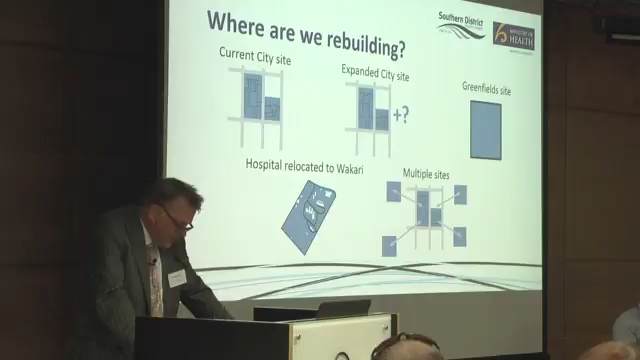 Where are we rebuilding?
Southern District
MINISTRY OF
HEALTH
Current City site
Expanded City site
Greenfields site
+?
Hospital relocated to Wakari
Multiple sites